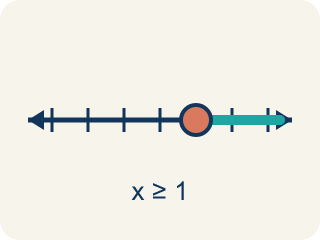 x ≥ 1